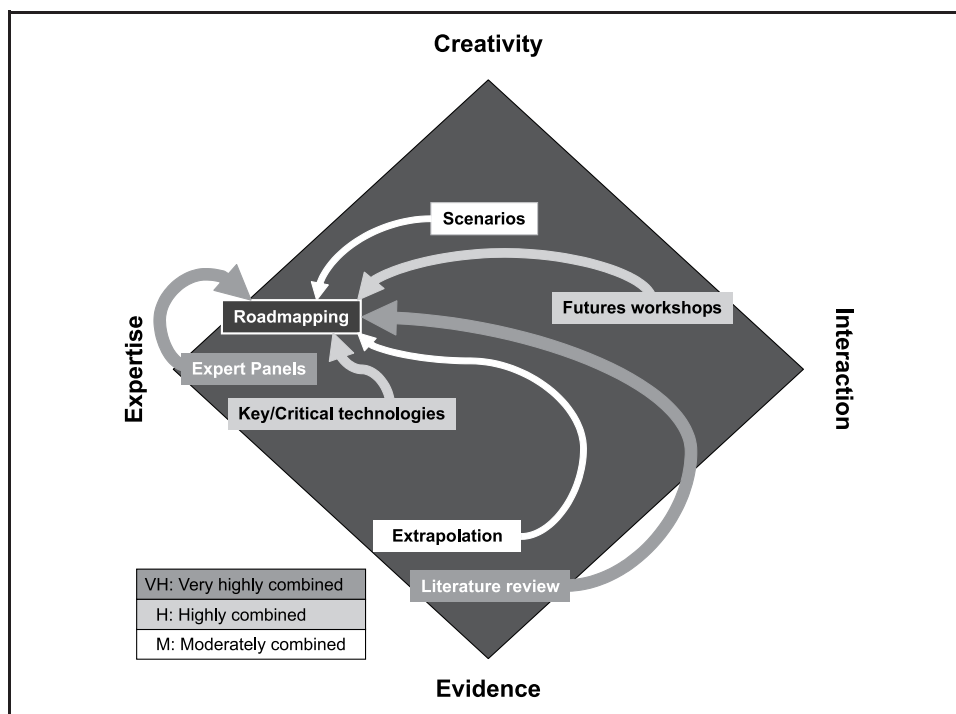 Creativity
Scenarios
Futures workshops
Roadmapping
Expertise
Interaction
Expert Panels
Key/Critical technologies
Extrapolation
Literature review
VH: Very highly combined
H: Highly combined
M: Moderately combined
Evidence